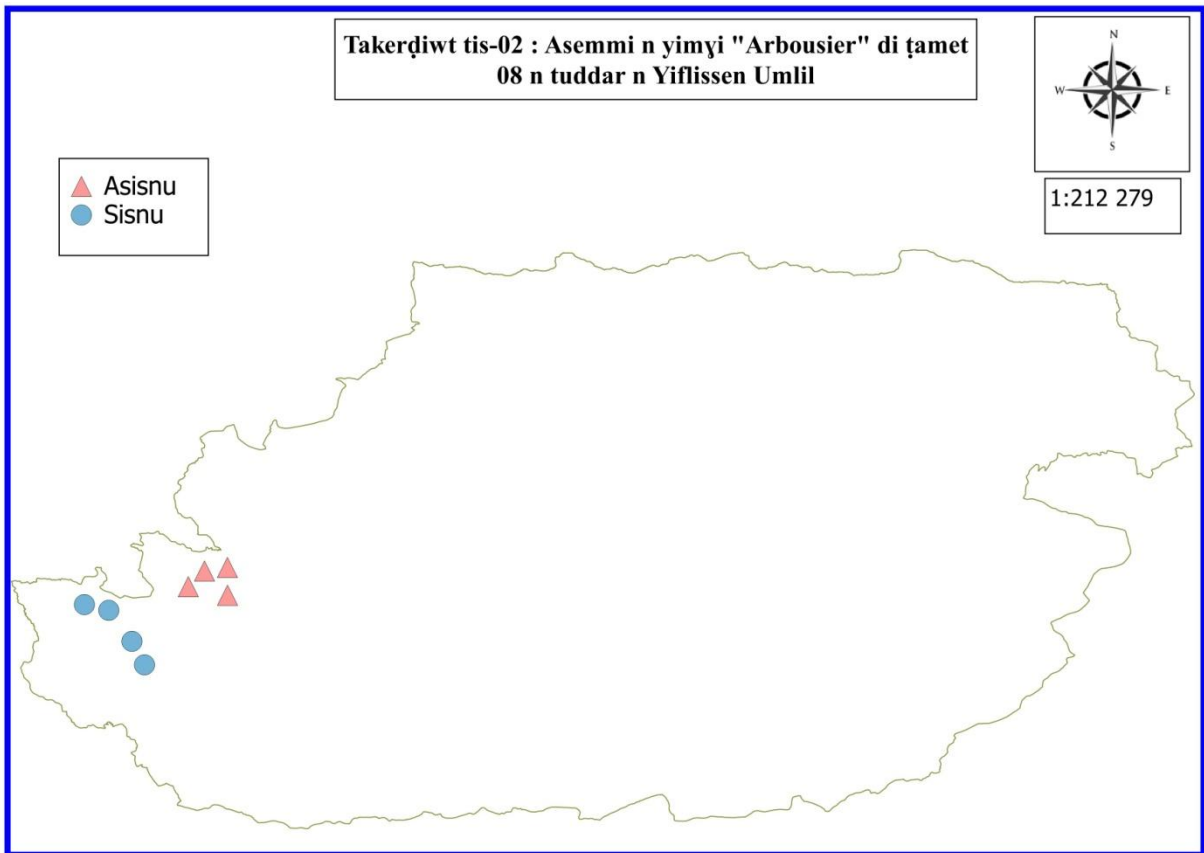 Takerḍiwt tis-02 : Asemmi n yimɣi "Arbousier" di ṭamet
08 n tuddar n Yiflissen Umlil
N
W
E
S
1:212 279
Asisnu
Sisnu